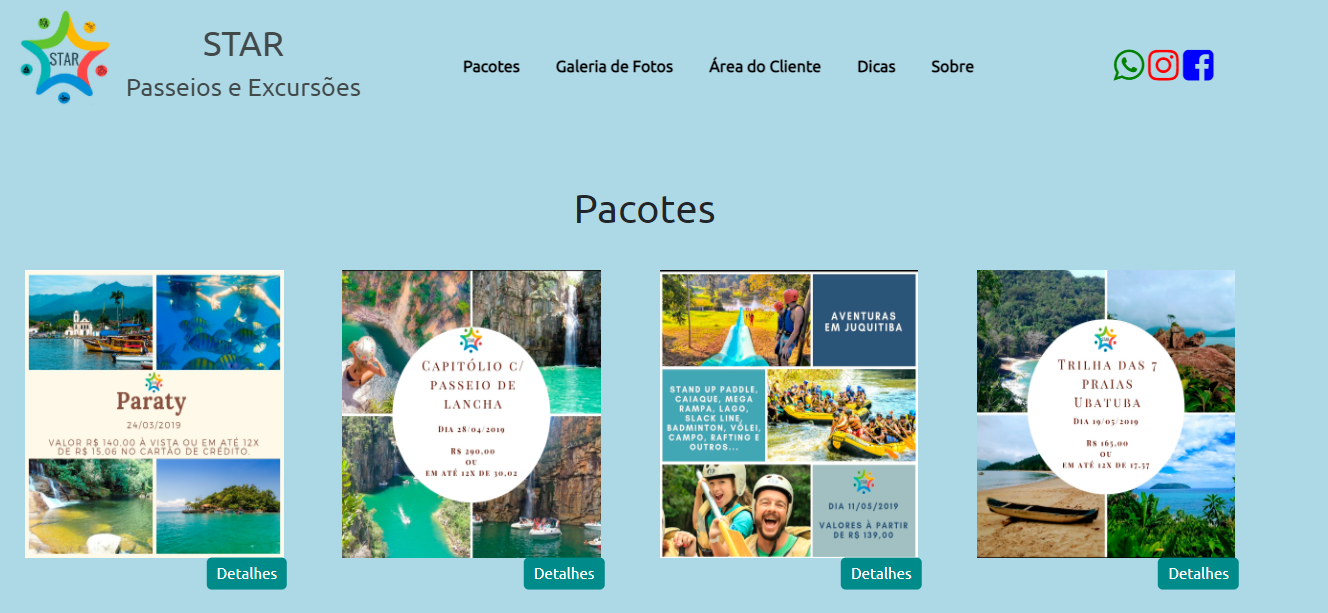 STAR
STAR
Passeios e Excursões
Pacotes
Galeria de Fotos
Área do Cliente
Dicas
Sobre
Pacotes
Paraty
24/03/2019
VALOR R$ 140,00 À VISTA OU EM ATÉ 12X
DE R$ 15,06 NO CARTÃO DE CRÉDITO.
Detalhes
CAPITÓLIO C/
PASSEIO DE
LANCHA
DIA 28/04/2019
R$ 290,00
OU
EM ATÉ 12X DE 30,02
Detalhes
AVENTURAS
EM JUQUITIBA
STAND UP PADDLE,
CAIAQUE, MEGA
RAMPA, LAGO,
SLACK LINE,
BADMINTON, VÔLEI,
CAMPO, RAFTING E
OUTROS...
DIA 11/05/2019
VALORES À PARTIR
DE R$ 139,00
Detalhes
TRILHA DAS 7
PRAIAS
UBATUBA
DIA 19/05/2019
R$ 165,00
OU
EM ATÉ 12X DE 17,57
Detalhes